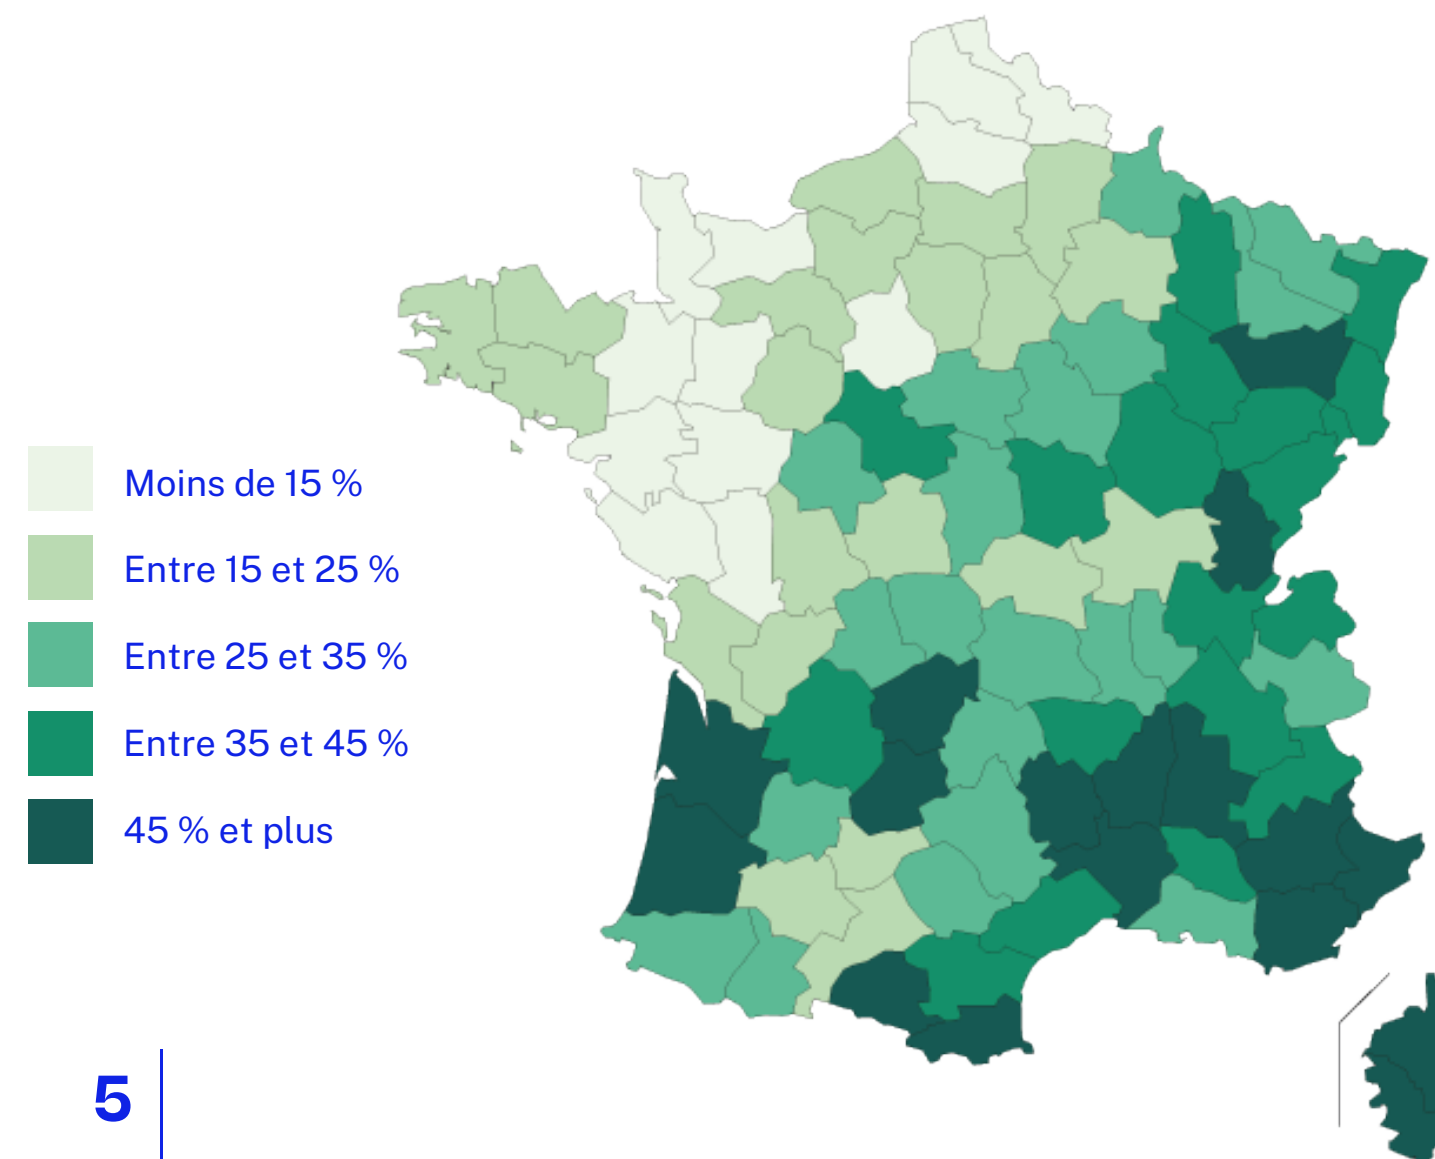 Moins de 15 %
Entre 15 et 25 %
Entre 25 et 35 %
Entre 35 et 45 %
45 % et plus
5